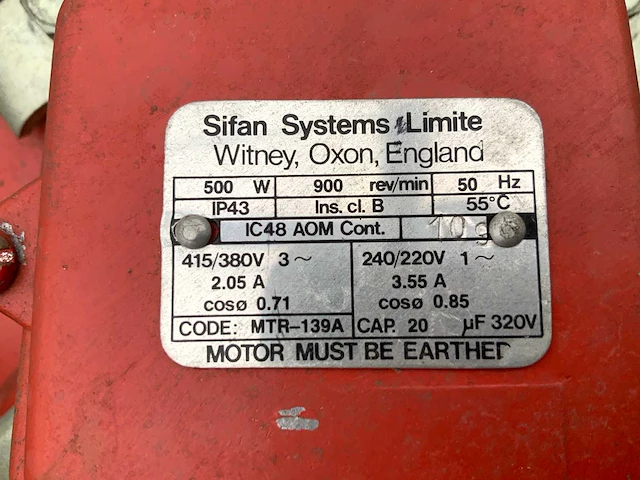 Sifan Systems Limite
Witney, Oxon, England
500 W 900 rev/min 50 Hz
IP43 Ins. cl. B 55°C
IC48 AOM Cont. 10 g
415/380V 3~ 240/220V 1~
2.05 A 3.55 A
cosø 0.71 cosø 0.85
CODE: MTR-139A CAP. 20 µF 320V
MOTOR MUST BE EARTHED